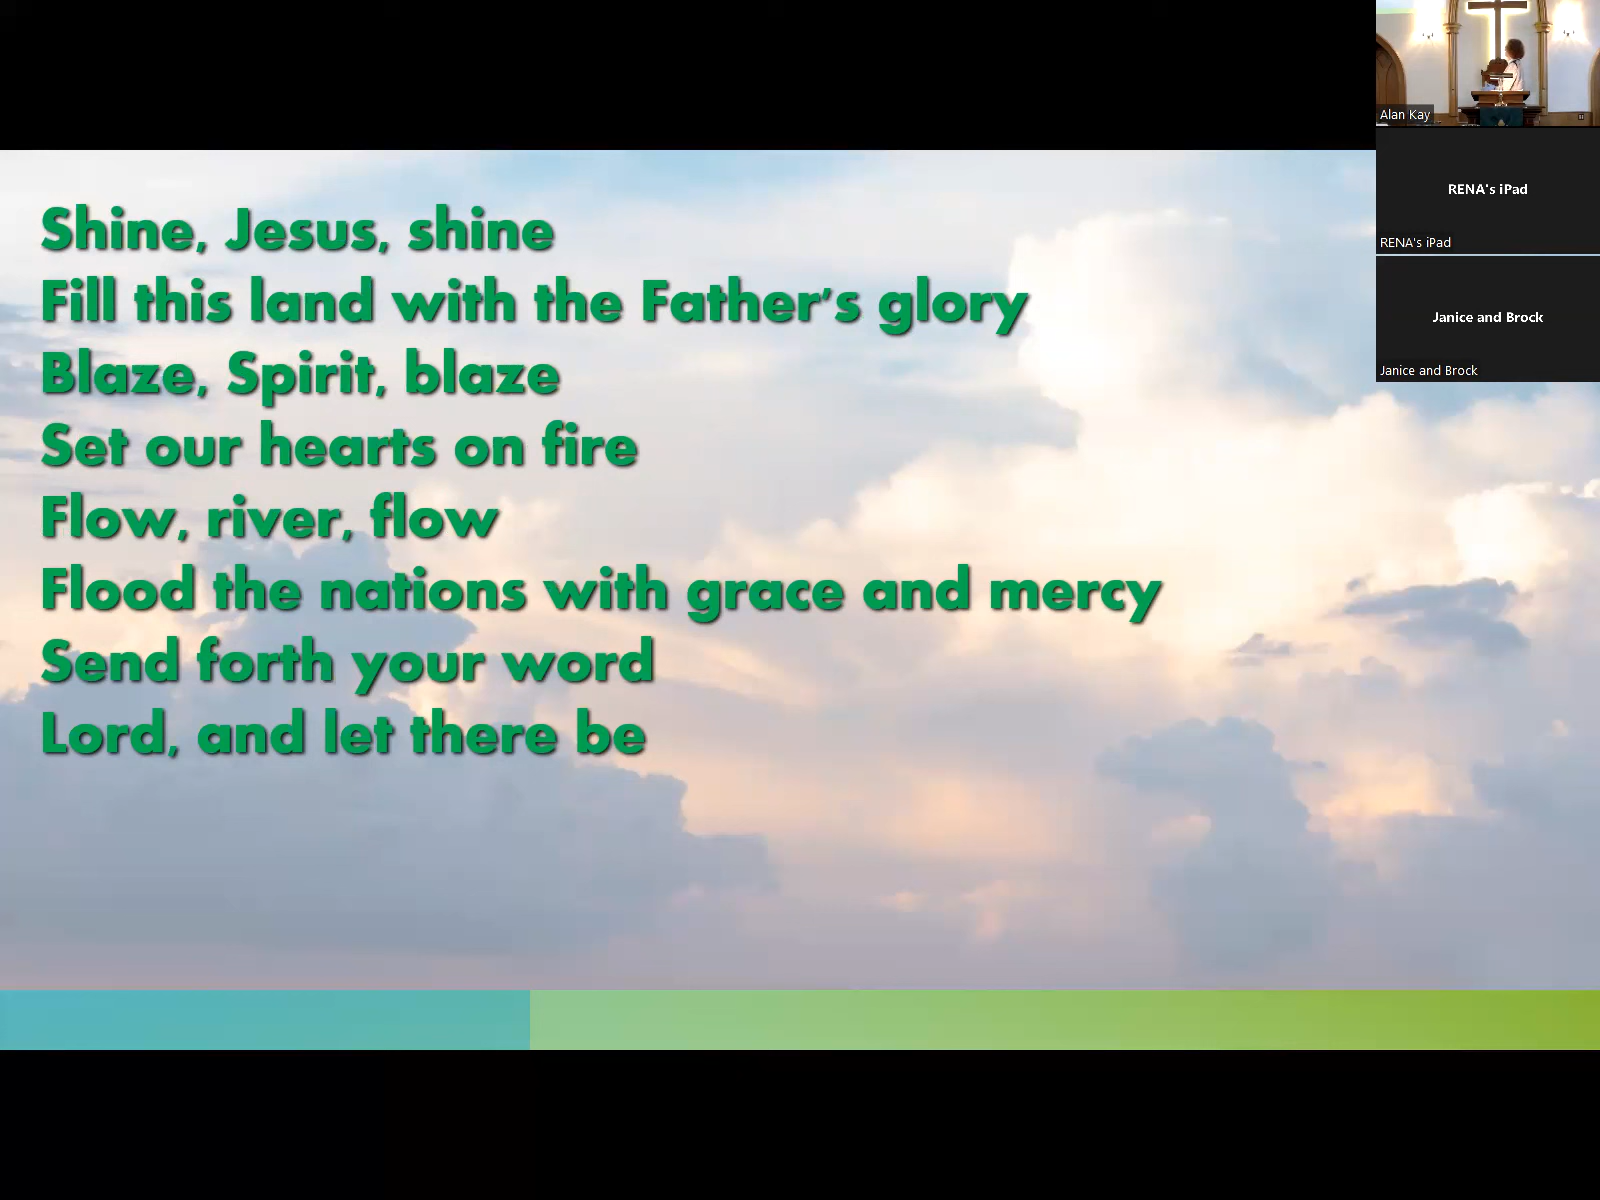 Shine, Jesus, shine
Fill this land with the Father's glory
Blaze, Spirit, blaze
Set our hearts on fire
Flow, river, flow
Flood the nations with grace and mercy
Send forth your word
Lord, and let there be
Alan Kay
RENA's iPad
RENA's iPad
Janice and Brock
Janice and Brock